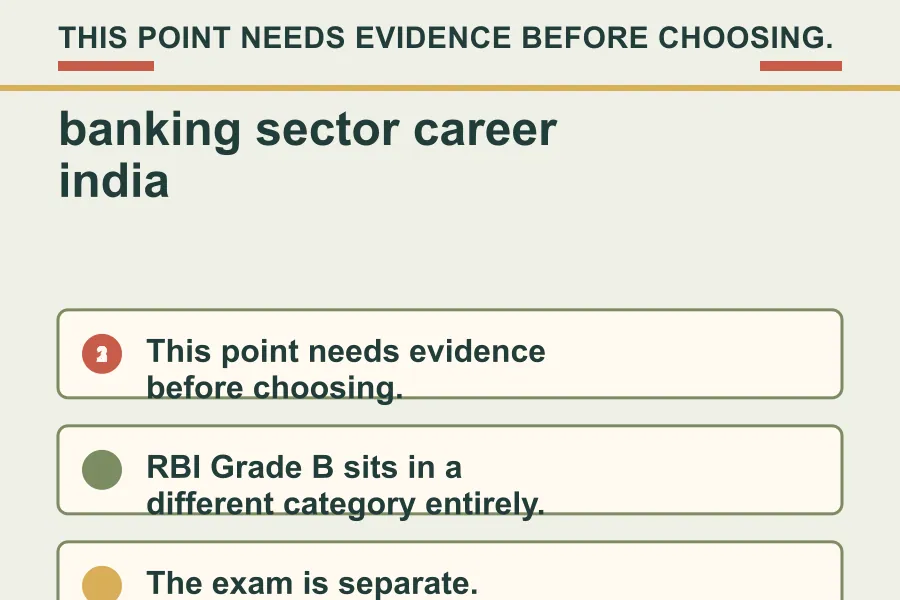 THIS POINT NEEDS EVIDENCE BEFORE CHOOSING.
banking sector career
india
This point needs evidence
before choosing.
RBI Grade B sits in a
different category entirely.
The exam is separate.